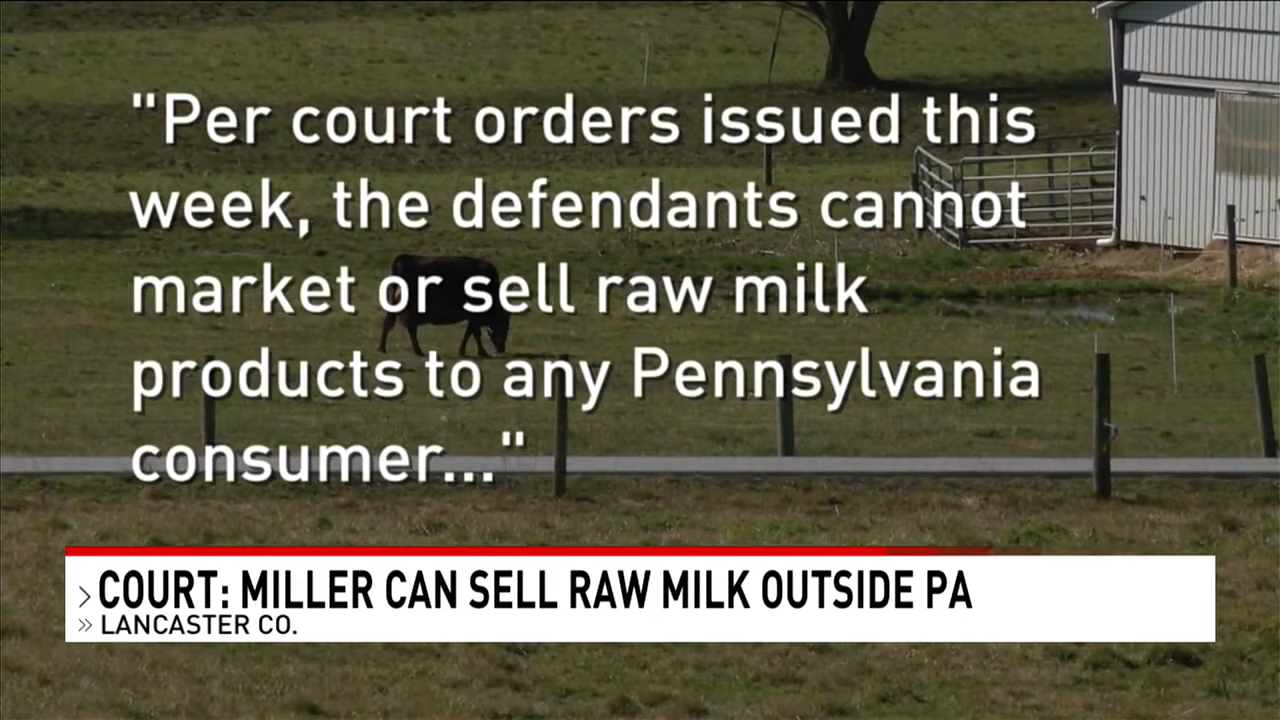 "Per court orders issued this
week, the defendants cannot
market or sell raw milk
products to any Pennsylvania
consumer..."
> COURT: MILLER CAN SELL RAW MILK OUTSIDE PA
» LANCASTER CO.